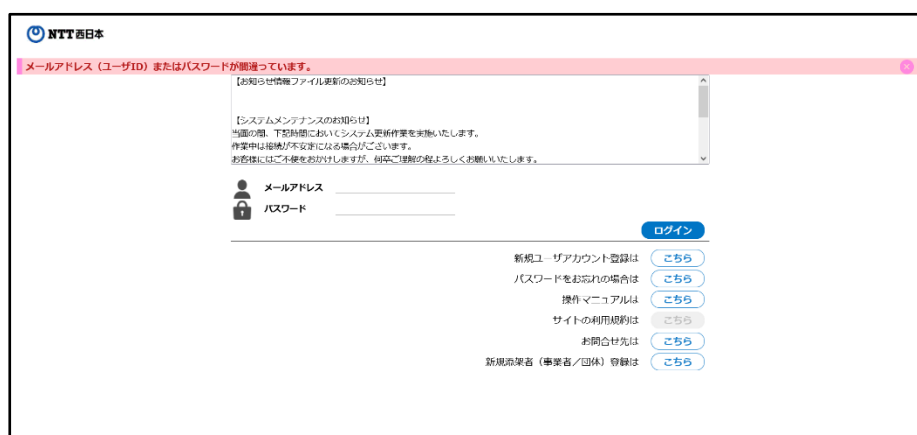 NTT西日本
メールアドレス（ユーザID）またはパスワードが間違っています。
【お知らせ情報ファイル更新のお知らせ】
【システムメンテナンスのお知らせ】
当面の間、下記時間においてシステム更新作業を実施いたします。
作業中は接続が不安定になる場合がございます。
お客様にはご不便をおかけしますが、何卒ご理解の程よろしくお願いいたします。
メールアドレス
パスワード
ログイン
新規ユーザアカウント登録は こちら
パスワードをお忘れの場合は こちら
操作マニュアルは こちら
サイトの利用規約は こちら
お問合せ先は こちら
新規添架者（事業者／団体）登録は こちら